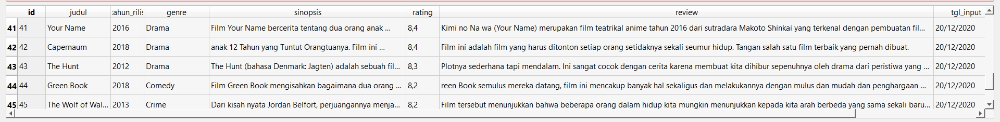 id judul tahun_rilis genre sinopsis rating review tgl_input
41 41 Your Name 2016 Drama Film Your Name bercerita tentang dua orang anak ... 8,4 Kimi no Na wa (Your Name) merupakan film teatrikal anime tahun 2016 dari sutradara Makoto Shinkai yang terkenal dengan pembuatan fil... 20/12/2020
42 42 Capernaum 2018 Drama anak 12 Tahun yang Tuntut Orangtuanya. Film ini ... 8,4 Film ini adalah film yang harus ditonton setiap orang setidaknya sekali seumur hidup. Tangan salah satu film terbaik yang pernah dibuat. 20/12/2020
43 43 The Hunt 2012 Drama The Hunt (bahasa Denmark: Jagten) adalah sebuah fil... 8,3 Plotnya sederhana tapi mendalam. Ini sangat cocok dengan cerita karena membuat kita dihibur sepenuhnya oleh drama dari peristiwa yang ... 20/12/2020
44 44 Green Book 2018 Comedy Film Green Book mengisahkan bagaimana dua orang ... 8,2 reen Book semulus mereka datang, film ini mencakup banyak hal sekaligus dan melakukannya dengan mulus dan mudah dan penghargaan ... 20/12/2020
45 45 The Wolf of Wal... 2013 Crime Dari kisah nyata Jordan Belfort, perjuangannya menja... 8,2 Film tersebut menunjukkan bahwa beberapa orang dalam hidup kita mungkin menunjukkan kepada kita arah berbeda yang sama sekali baru... 20/12/2020